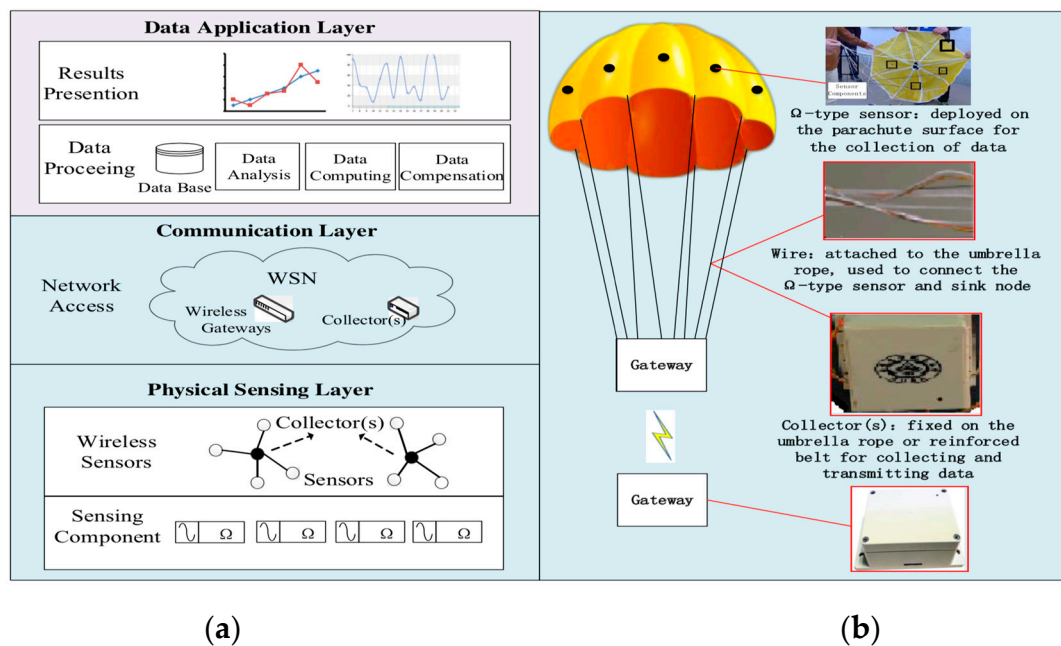 Data Application Layer
Results
Presention
Data
Proceeing
Data Base
Data
Analysis
Data
Computing
Data
Compensation
Communication Layer
Network
Access
WSN
Wireless
Gateways
Collector(s)
Physical Sensing Layer
Wireless
Sensors
Collector(s)
Sensors
Sensing
Component
Ω
Ω
Ω
Ω
(a)
Sensor
Components
Ω-type sensor: deployed on
the parachute surface for
the collection of data
Wire: attached to the umbrella
rope, used to connect the
Ω-type sensor and sink node
Gateway
Collector(s): fixed on the
umbrella rope or reinforced
belt for collecting and
transmitting data
Gateway
(b)